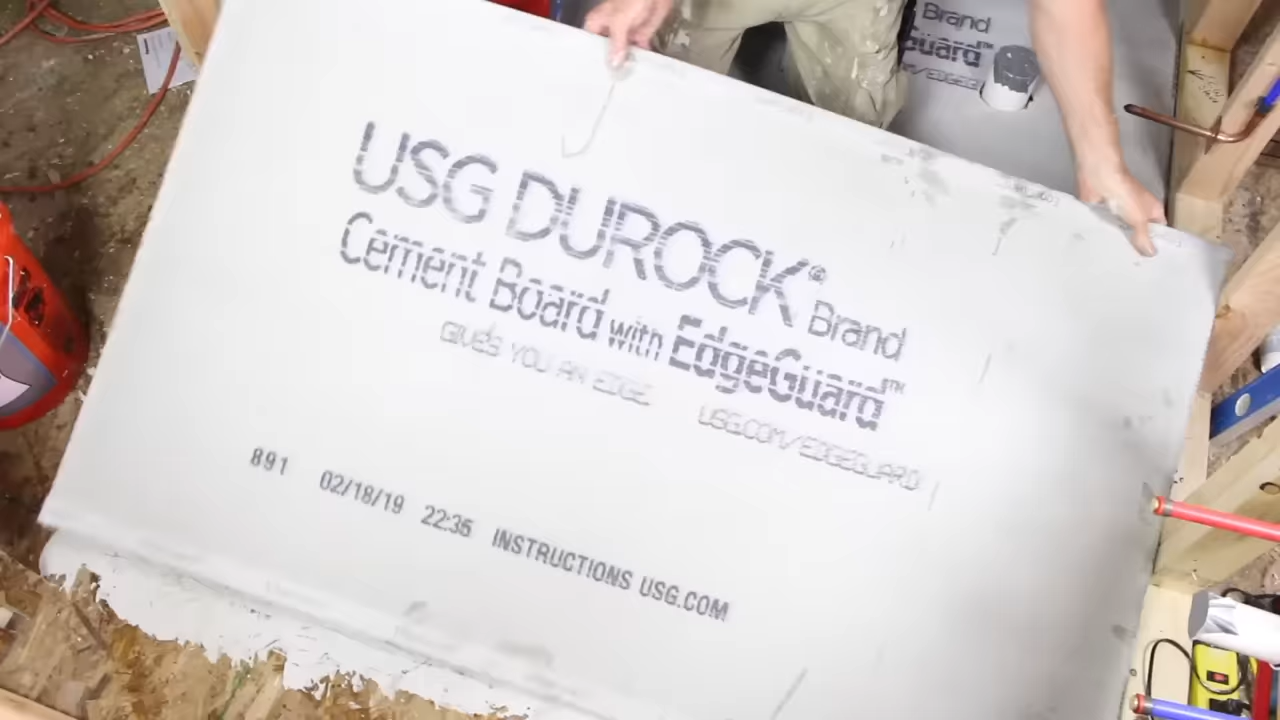 Brand
Guard™
USG DUROCK® Brand
Cement Board with EdgeGuard™
GIVES YOU AN EDGE USG.COM/EDGEGUARD
891 02/18/19 22:36 INSTRUCTIONS USG.COM